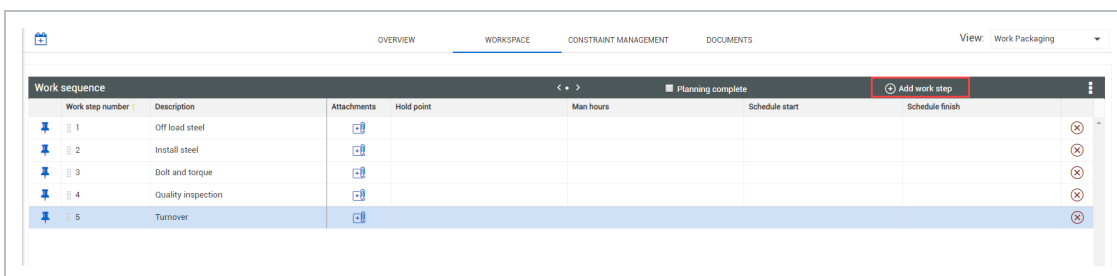 OVERVIEW WORKSPACE CONSTRAINT MANAGEMENT DOCUMENTS View: Work Packaging
Work sequence Planning complete Add work step
Work step number Description Attachments Hold point Man hours Schedule start Schedule finish
1 Off load steel
2 Install steel
3 Bolt and torque
4 Quality inspection
5 Turnover